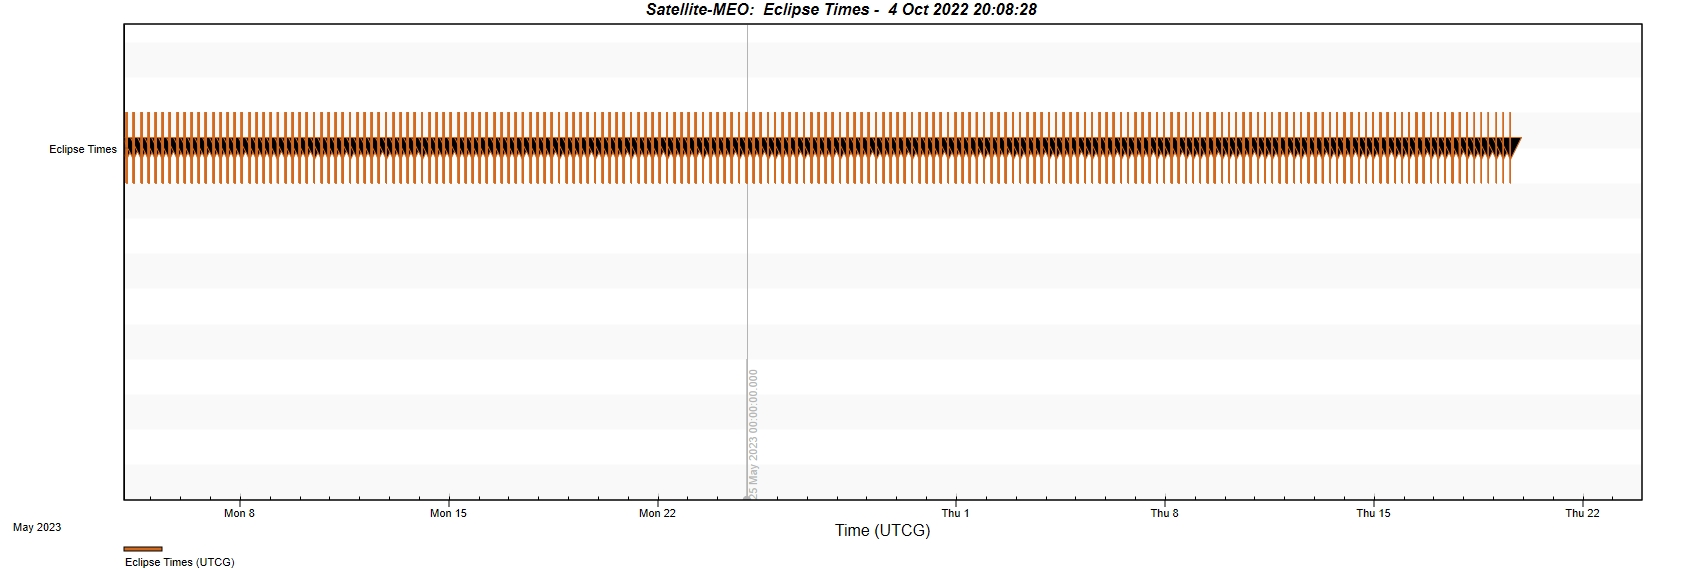 Satellite-MEO: Eclipse Times - 4 Oct 2022 20:08:28
Eclipse Times
25 May 2023 00:00:00.000
Mon 8
Mon 15
Mon 22
Thu 1
Thu 8
Thu 15
Thu 22
May 2023
Time (UTCG)
Eclipse Times (UTCG)